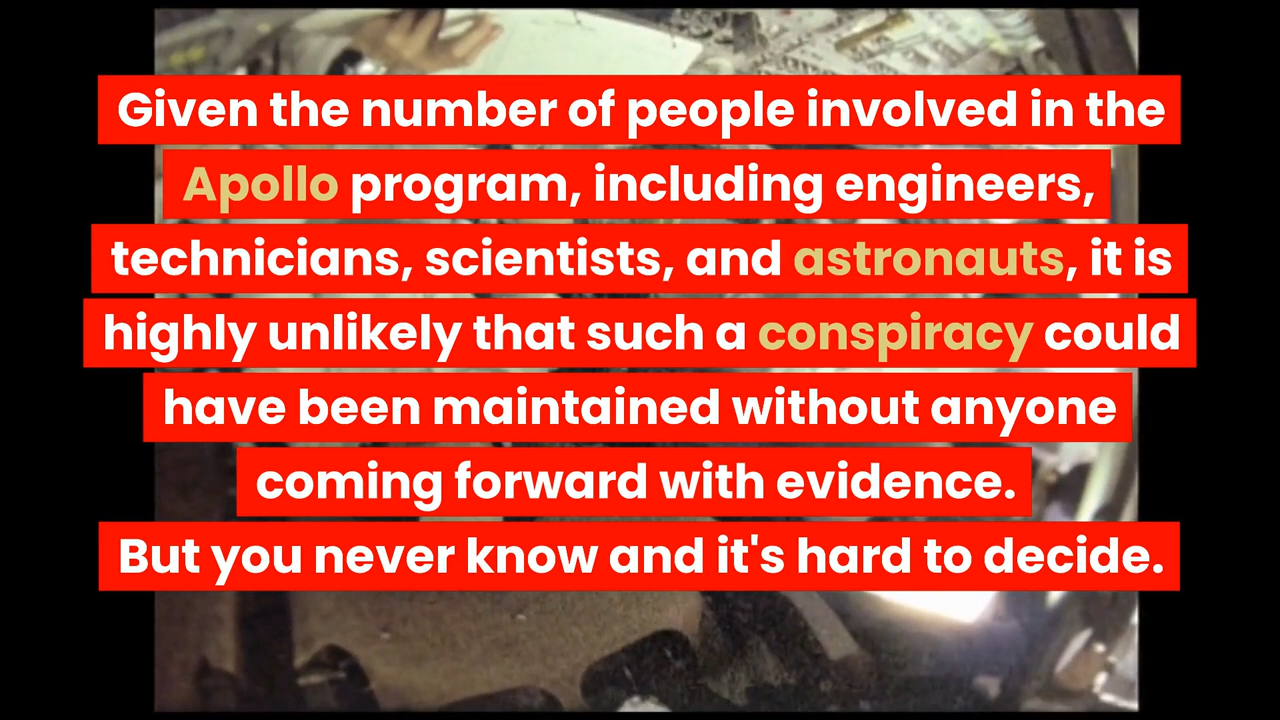 Given the number of people involved in the
Apollo program, including engineers,
technicians, scientists, and astronauts, it is
highly unlikely that such a conspiracy could
have been maintained without anyone
coming forward with evidence.
But you never know and it's hard to decide.